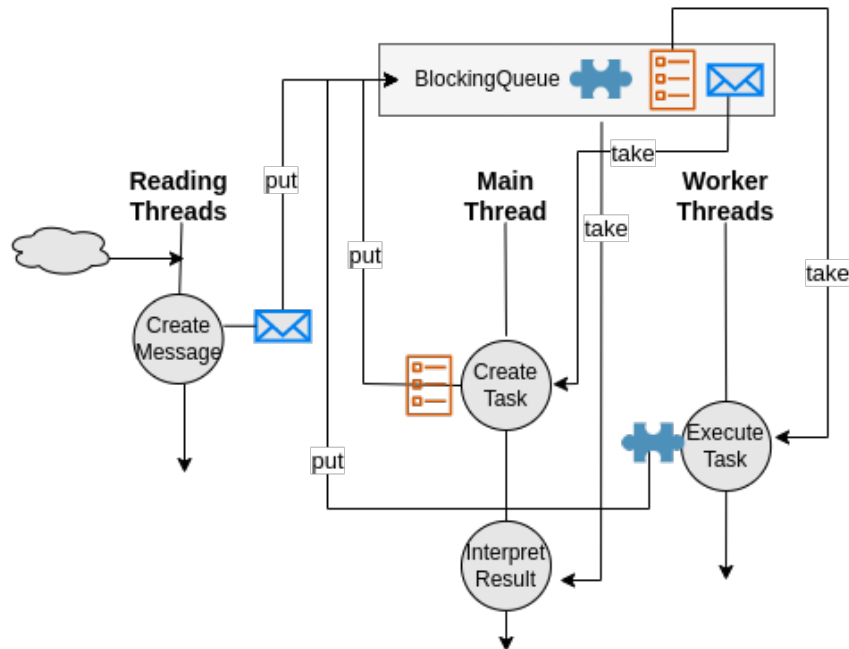 BlockingQueue
take
put
Reading
Threads
Main
Thread
Worker
Threads
take
put
take
Create
Message
Create
Task
Execute
Task
put
Interpret
Result